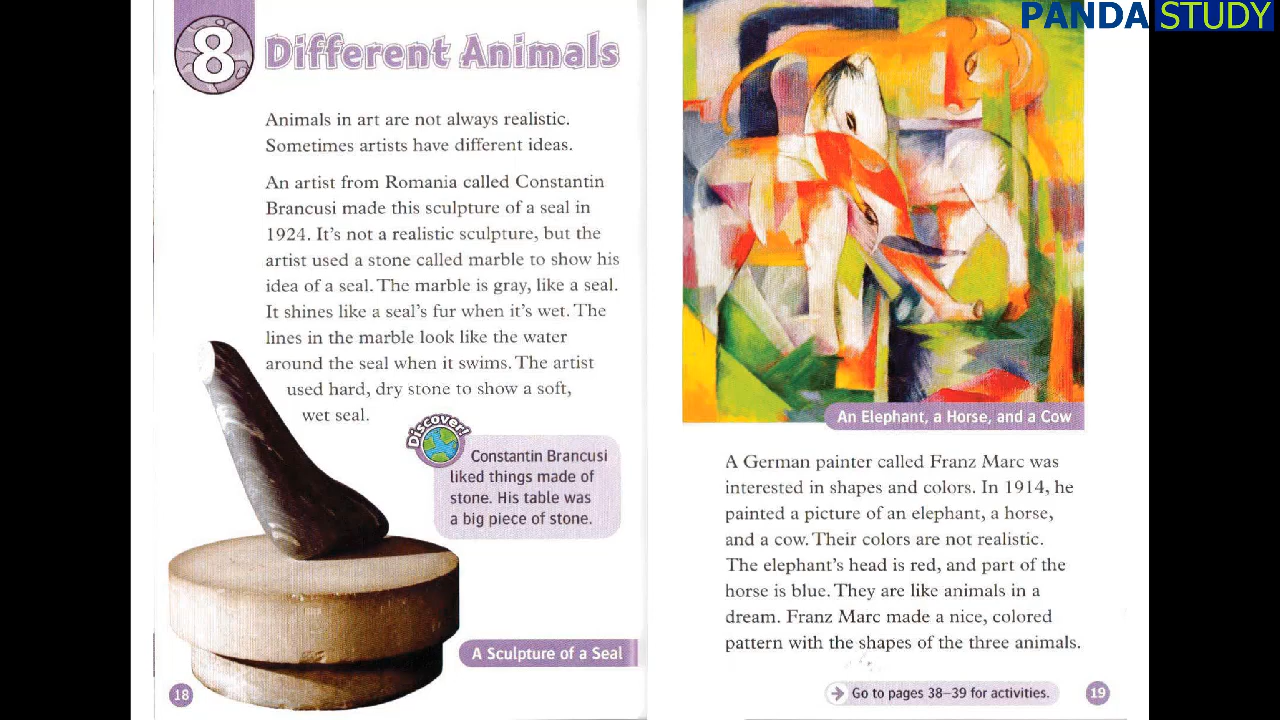 PANDA STUDY
8 Different Animals
Animals in art are not always realistic.
Sometimes artists have different ideas.
An artist from Romania called Constantin
Brancusi made this sculpture of a seal in
1924. It's not a realistic sculpture, but the
artist used a stone called marble to show his
idea of a seal. The marble is gray, like a seal.
It shines like a seal's fur when it's wet. The
lines in the marble look like the water
around the seal when it swims. The artist
used hard, dry stone to show a soft,
wet seal.
Discover!
Constantin Brancusi
liked things made of
stone. His table was
a big piece of stone.
A Sculpture of a Seal
18
An Elephant, a Horse, and a Cow
A German painter called Franz Marc was
interested in shapes and colors. In 1914, he
painted a picture of an elephant, a horse,
and a cow. Their colors are not realistic.
The elephant's head is red, and part of the
horse is blue. They are like animals in a
dream. Franz Marc made a nice, colored
pattern with the shapes of the three animals.
Go to pages 38–39 for activities.
19